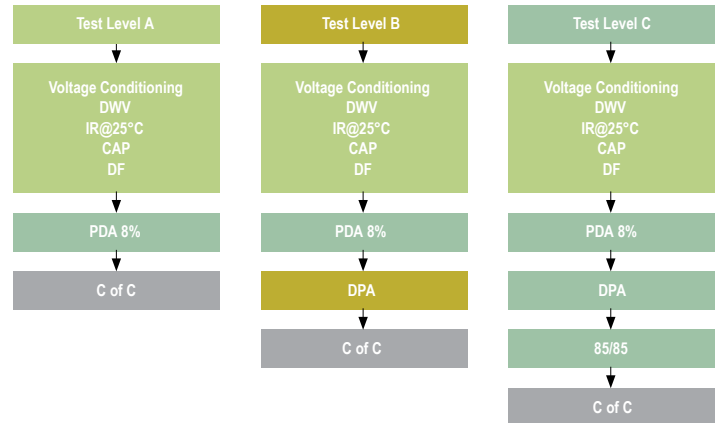 Test Level A
Voltage Conditioning
DWV
IR@25°C
CAP
DF
PDA 8%
C of C
Test Level B
Voltage Conditioning
DWV
IR@25°C
CAP
DF
PDA 8%
DPA
C of C
Test Level C
Voltage Conditioning
DWV
IR@25°C
CAP
DF
PDA 8%
DPA
85/85
C of C